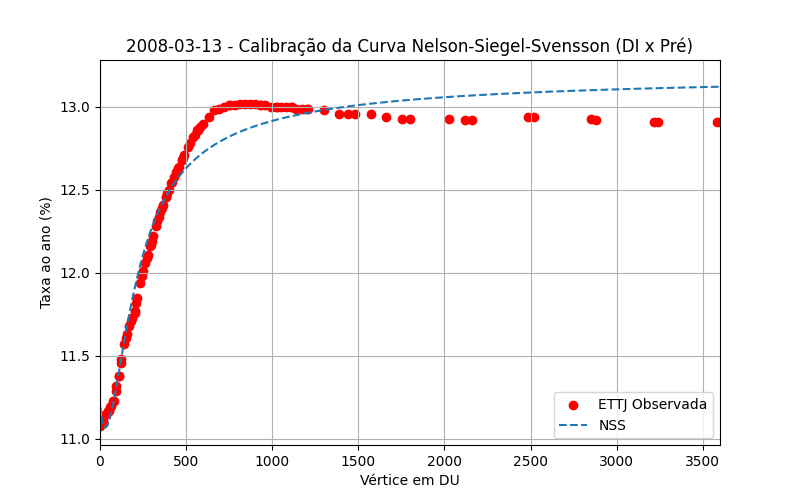 2008-03-13 - Calibração da Curva Nelson-Siegel-Svensson (DI x Pré)
Taxa ao ano (%)
13.0
12.5
12.0
11.5
11.0
0 500 1000 1500 2000 2500 3000 3500
Vértice em DU
ETTJ Observada
NSS